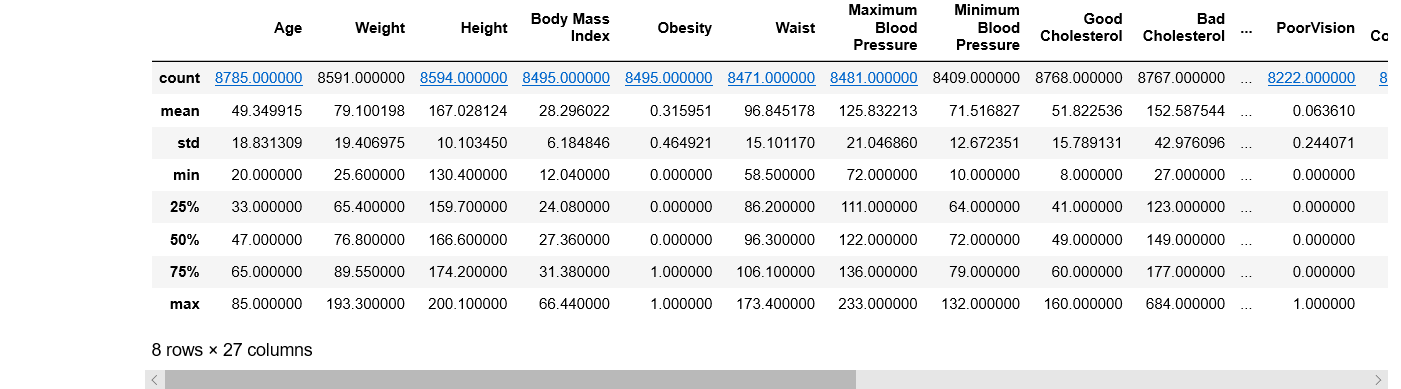 Age Weight Height Body Mass Index Obesity Waist Maximum Blood Pressure Minimum Blood Pressure Good Cholesterol Bad Cholesterol ... PoorVision Co
count 8785.000000 8591.000000 8594.000000 8495.000000 8495.000000 8471.000000 8481.000000 8409.000000 8768.000000 8767.000000 ... 8222.000000 8
mean 49.349915 79.100198 167.028124 28.296022 0.315951 96.845178 125.832213 71.516827 51.822536 152.587544 ... 0.063610
std 18.831309 19.406975 10.103450 6.184846 0.464921 15.101170 21.046860 12.672351 15.789131 42.976096 ... 0.244071
min 20.000000 25.600000 130.400000 12.040000 0.000000 58.500000 72.000000 10.000000 8.000000 27.000000 ... 0.000000
25% 33.000000 65.400000 159.700000 24.080000 0.000000 86.200000 111.000000 64.000000 41.000000 123.000000 ... 0.000000
50% 47.000000 76.800000 166.600000 27.360000 0.000000 96.300000 122.000000 72.000000 49.000000 149.000000 ... 0.000000
75% 65.000000 89.550000 174.200000 31.380000 1.000000 106.100000 136.000000 79.000000 60.000000 177.000000 ... 0.000000
max 85.000000 193.300000 200.100000 66.440000 1.000000 173.400000 233.000000 132.000000 160.000000 684.000000 ... 1.000000
8 rows × 27 columns